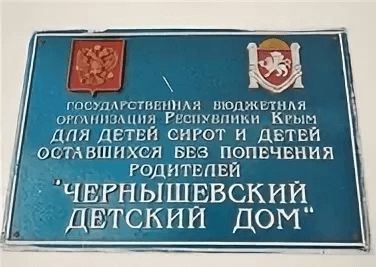 ГОСУДАРСТВЕННАЯ БЮДЖЕТНАЯ
ОРГАНИЗАЦИЯ РЕСПУБЛИКИ КРЫМ
ДЛЯ ДЕТЕЙ СИРОТ И ДЕТЕЙ
ОСТАВШИХСЯ БЕЗ ПОПЕЧЕНИЯ
РОДИТЕЛЕЙ
"ЧЕРНЫШЕВСКИЙ
ДЕТСКИЙ ДОМ"